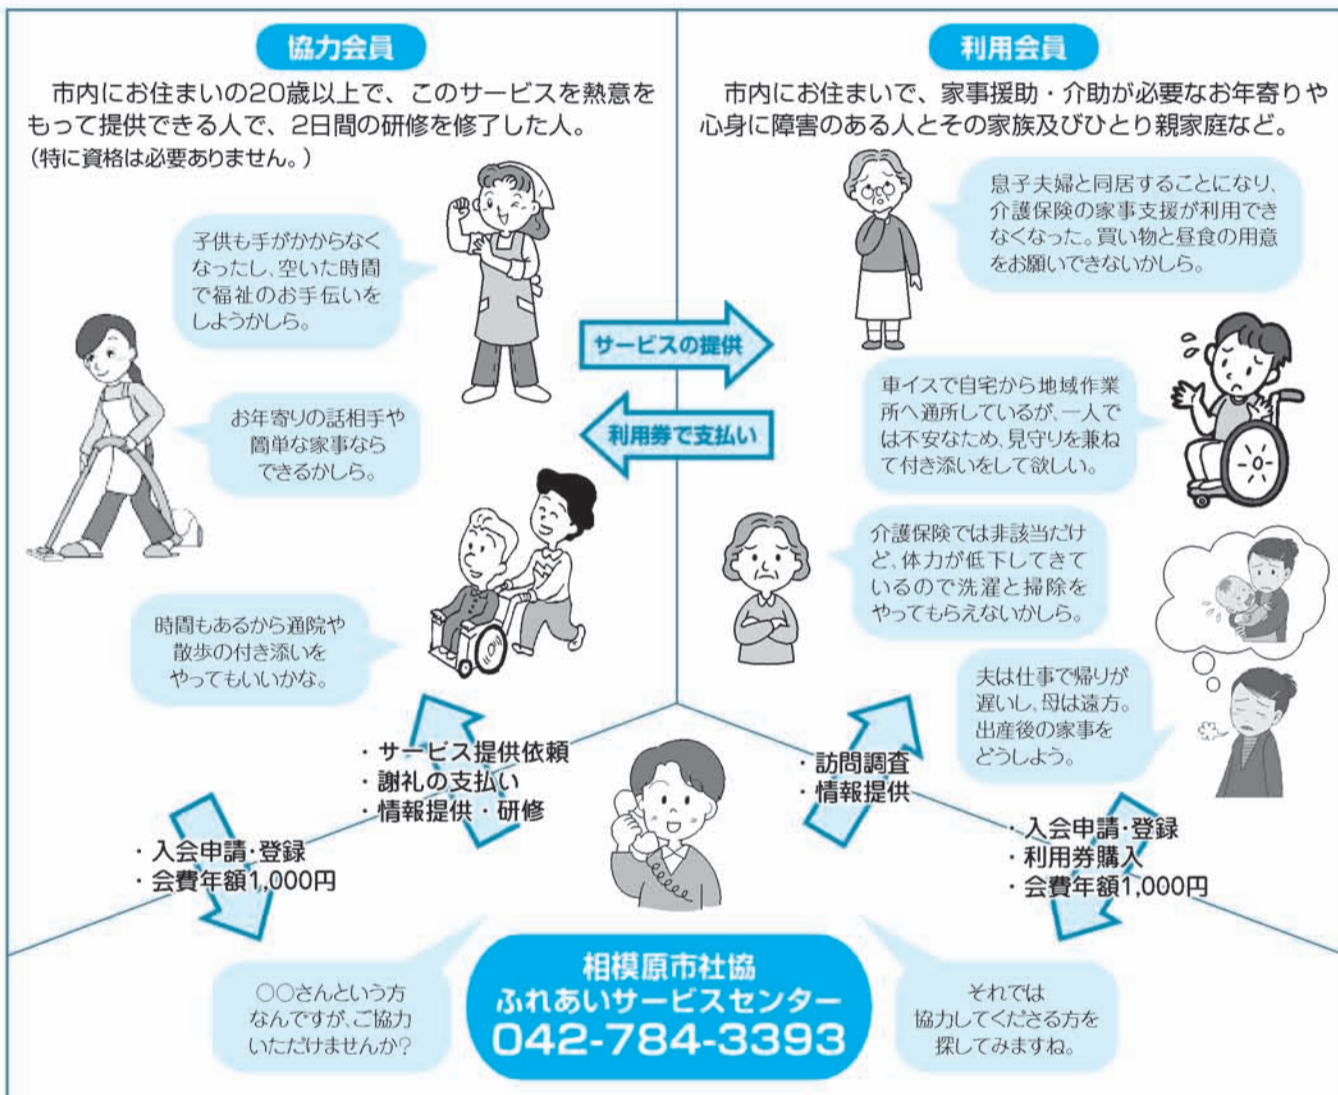 協力会員
市内にお住まいの20歳以上で、このサービスを熱意を
もって提供できる人で、2日間の研修を修了した人。
（特に資格は必要ありません。）
子供も手がかからなく
なったし、空いた時間
で福祉のお手伝いを
しようかしら。
お年寄りの話相手や
簡単な家事なら
できるかしら。
時間もあるから通院や
散歩の付き添いを
やってもいいかな。
サービスの提供
利用券で支払い
利用会員
市内にお住まいで、家事援助・介助が必要なお年寄りや
心身に障害のある人とその家族及びひとり親家庭など。
息子夫婦と同居することになり、
介護保険の家事支援が利用でき
なくなった。買い物と昼食の用意
をお願いできないかしら。
車イスで自宅から地域作業
所へ通所しているが、一人で
は不安なため、見守りを兼ね
て付き添いをして欲しい。
介護保険では非該当だけ
ど、体力が低下してきて
いるので洗濯と掃除を
やってもらえないかしら。
夫は仕事で帰りが
遅いし、母は遠方。
出産後の家事を
どうしよう。
・サービス提供依頼
・謝礼の支払い
・情報提供・研修
・入会申請・登録
・会費年額1,000円
・訪問調査
・情報提供
・入会申請・登録
・利用券購入
・会費年額1,000円
○○さんという方
なんですが、ご協力
いただけませんか？
相模原市社協
ふれあいサービスセンター
042-784-3393
それでは
協力してくださる方を
探してみますね。